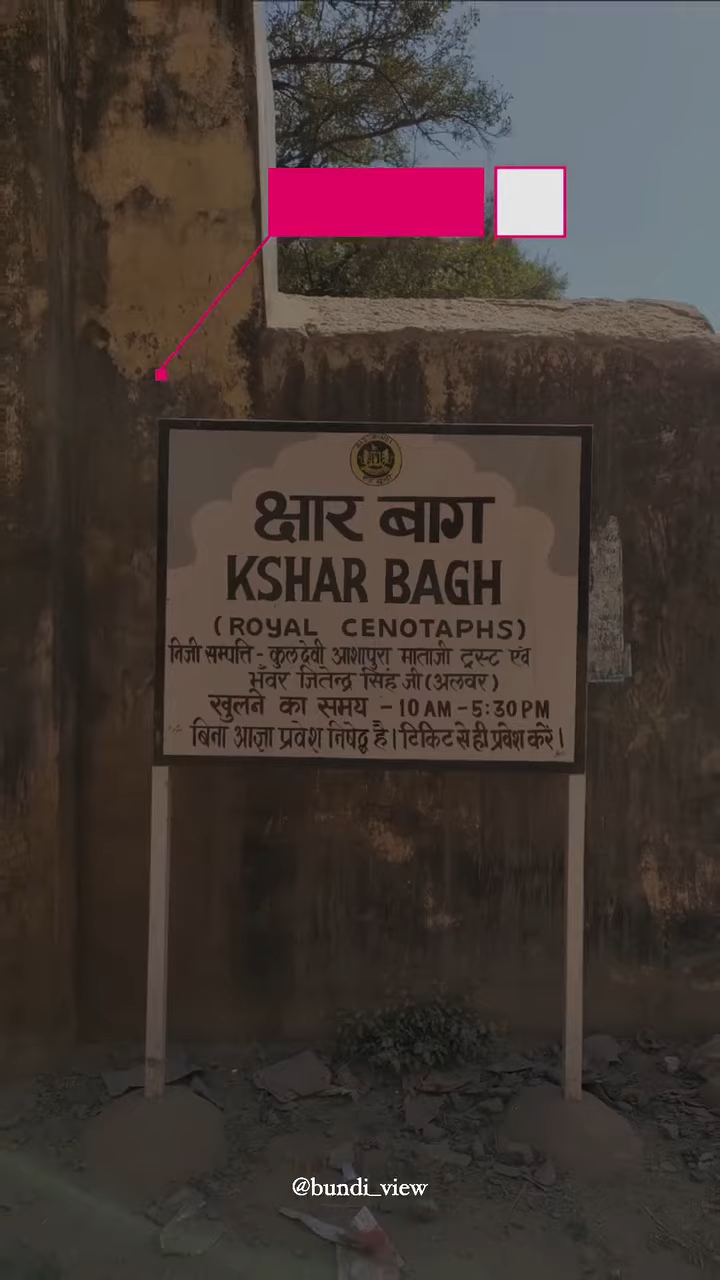 क्षार बाग
KSHAR BAGH
(ROYAL CENOTAPHS)
निजी सम्पत्ति - कुलदेवी आशापुरा माताजी ट्रस्ट एवं
भँवर जितेन्द्र सिंह जी (अलवर)
खुलने का समय - 10 AM - 5:30 PM
बिना आज्ञा प्रवेश निषेद्व है। टिकिट से ही प्रवेश करें।
@bundi_view